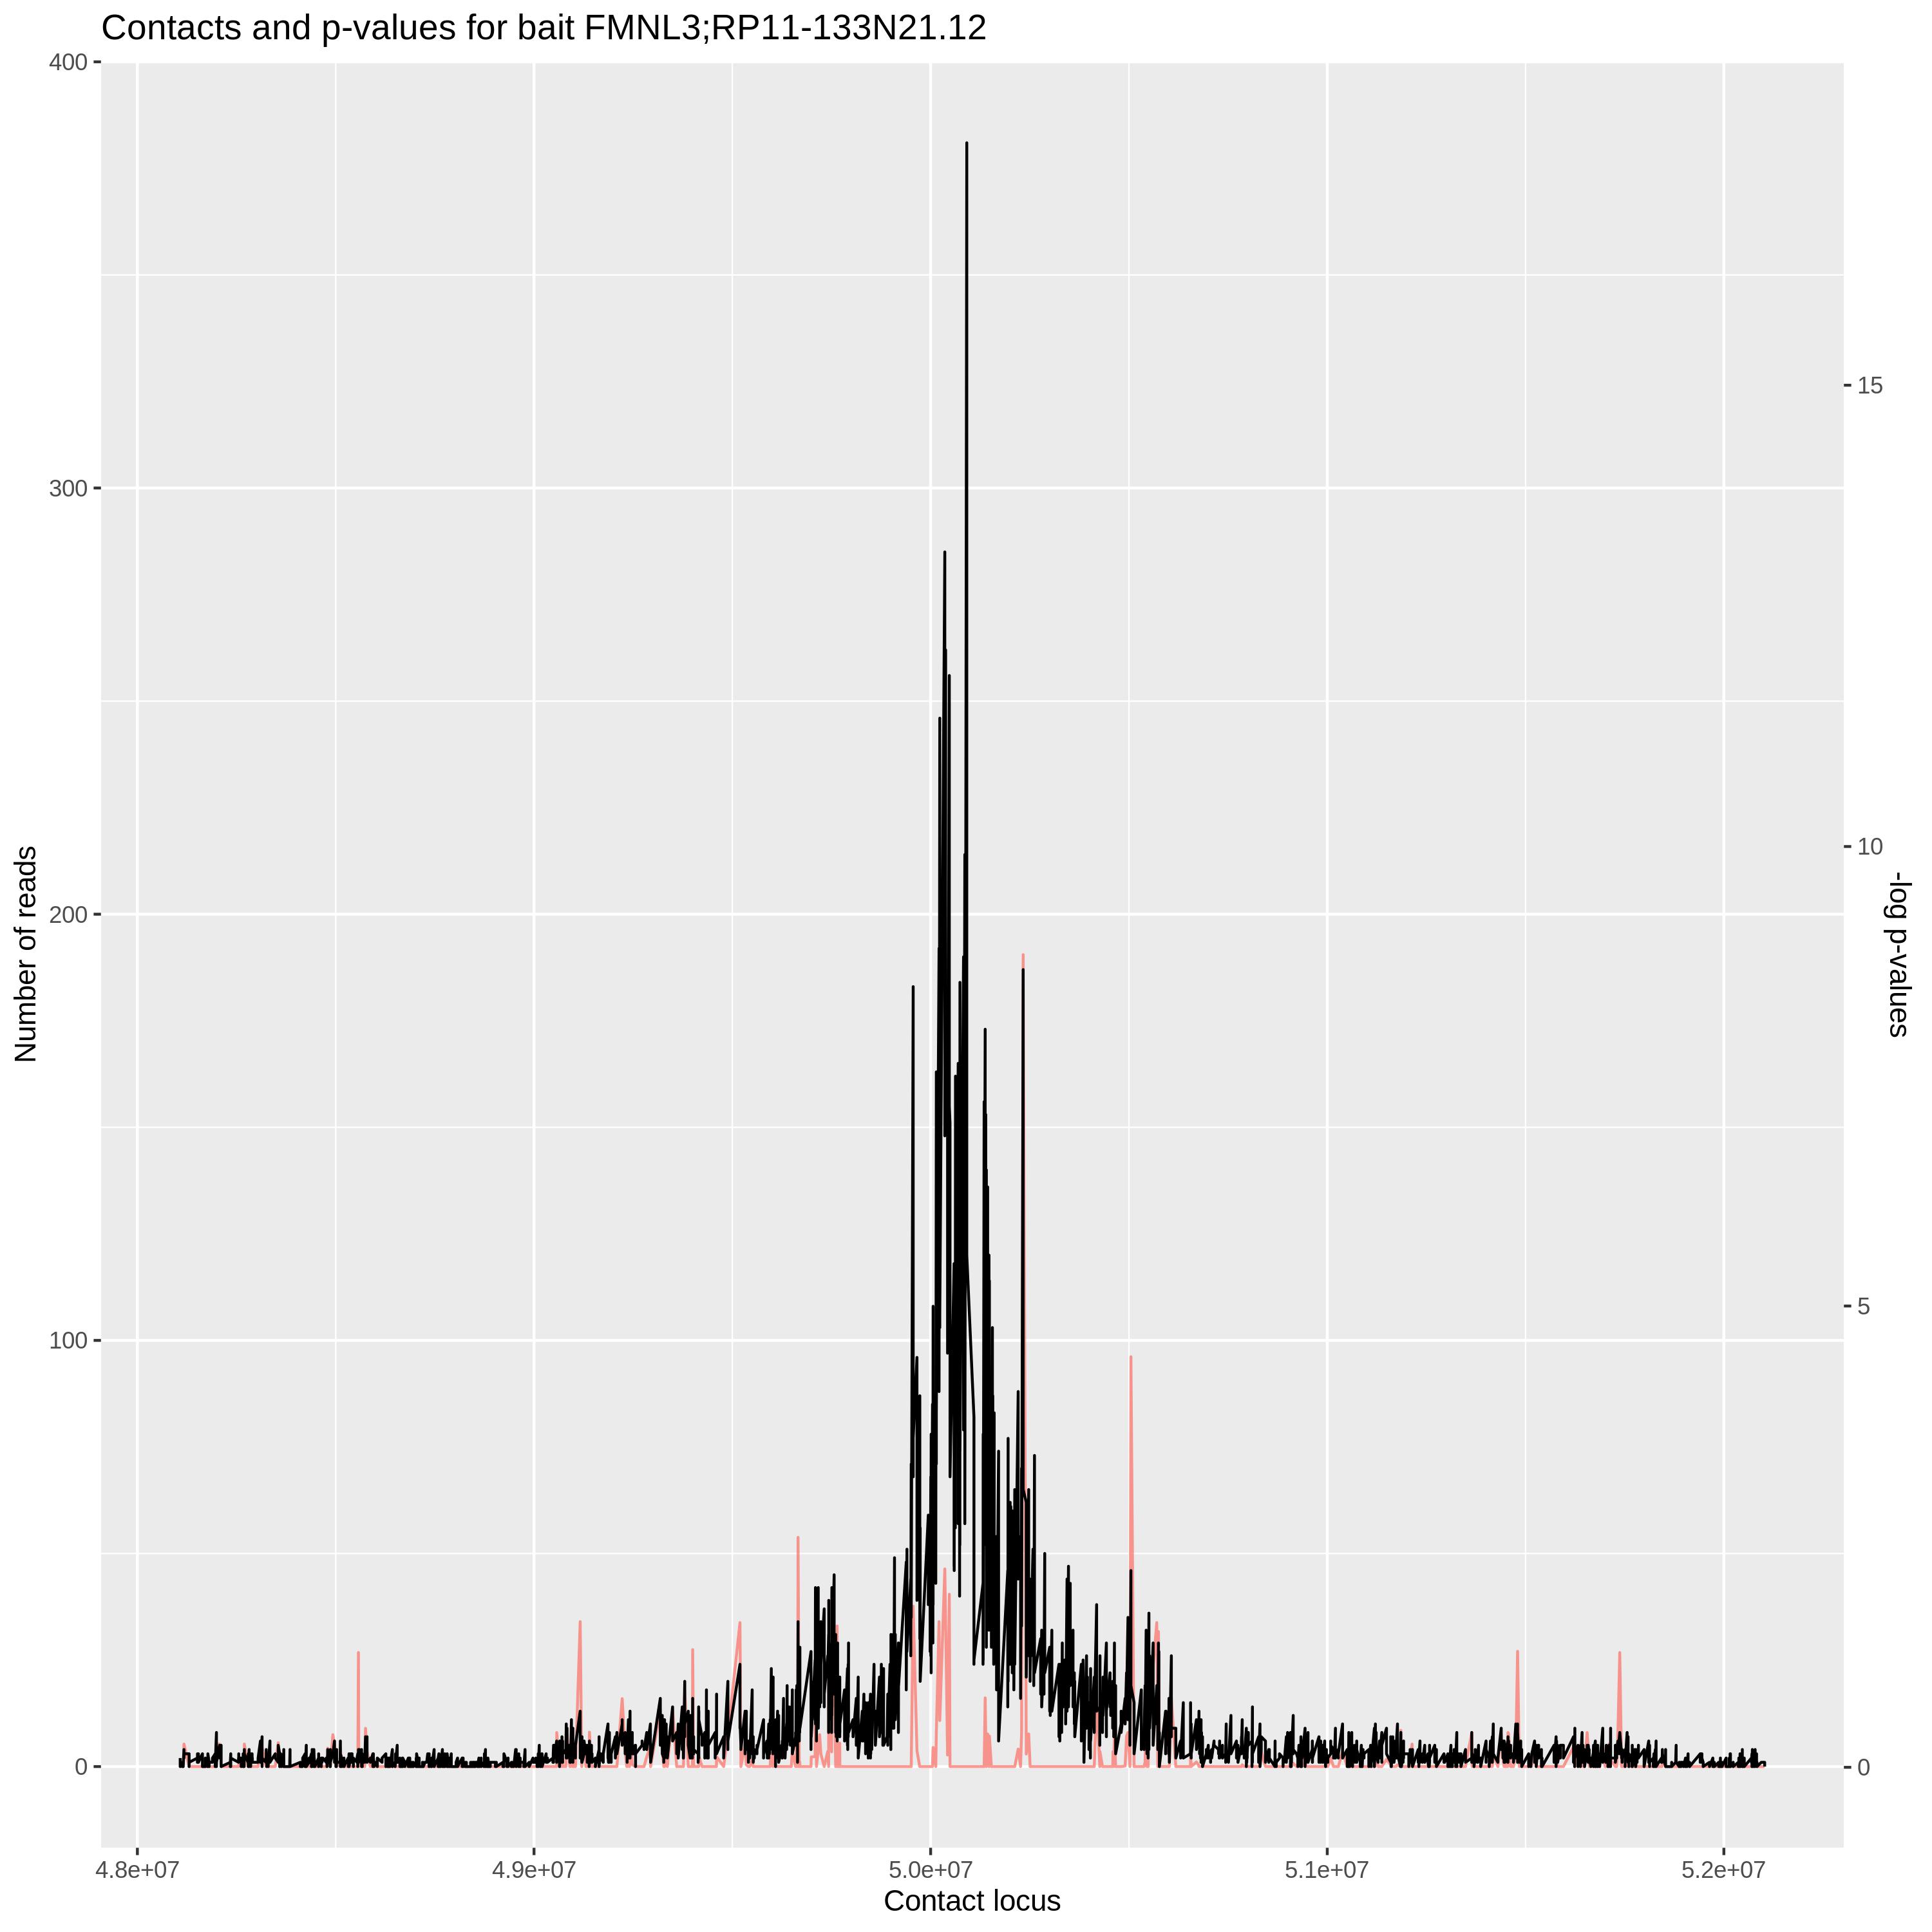 Contacts and p-values for bait FMNL3;RP11-133N21.12
400
300
200
100
0
Number of reads
15
10
5
0
-log p-values
4.8e+07
4.9e+07
5.0e+07
5.1e+07
5.2e+07
Contact locus